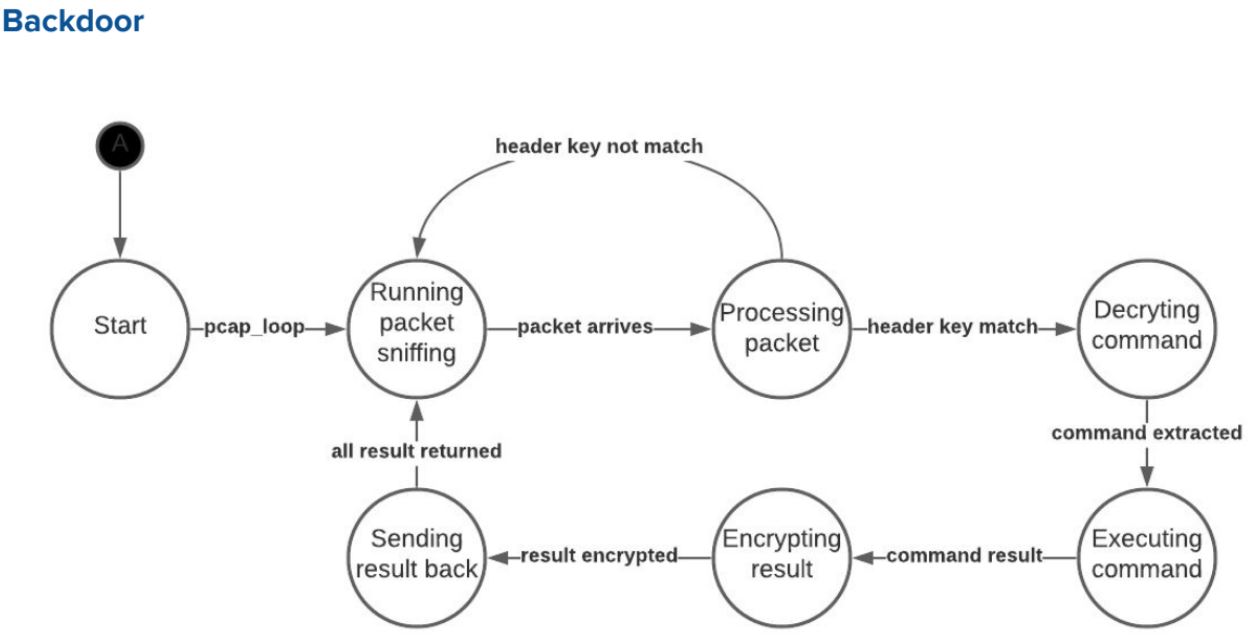 Backdoor
A
header key not match
Start
pcap_loop
Running
packet
sniffing
packet arrives
Processing
packet
header key match
Decryting
command
command extracted
all result returned
Sending
result back
result encrypted
Encrypting
result
command result
Executing
command